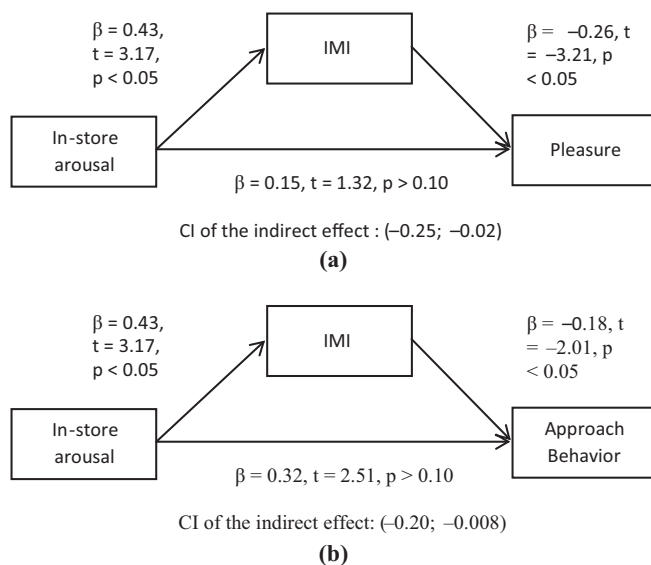 β = 0.43,
t = 3.17,
p < 0.05
IMI
β = −0.26, t
= −3.21, p
< 0.05
In-store
arousal
Pleasure
β = 0.15, t = 1.32, p > 0.10
CI of the indirect effect : (−0.25; −0.02)
(a)
β = 0.43,
t = 3.17,
p < 0.05
IMI
β = −0.18, t
= −2.01, p
< 0.05
In-store
arousal
Approach
Behavior
β = 0.32, t = 2.51, p > 0.10
CI of the indirect effect: (−0.20; −0.008)
(b)